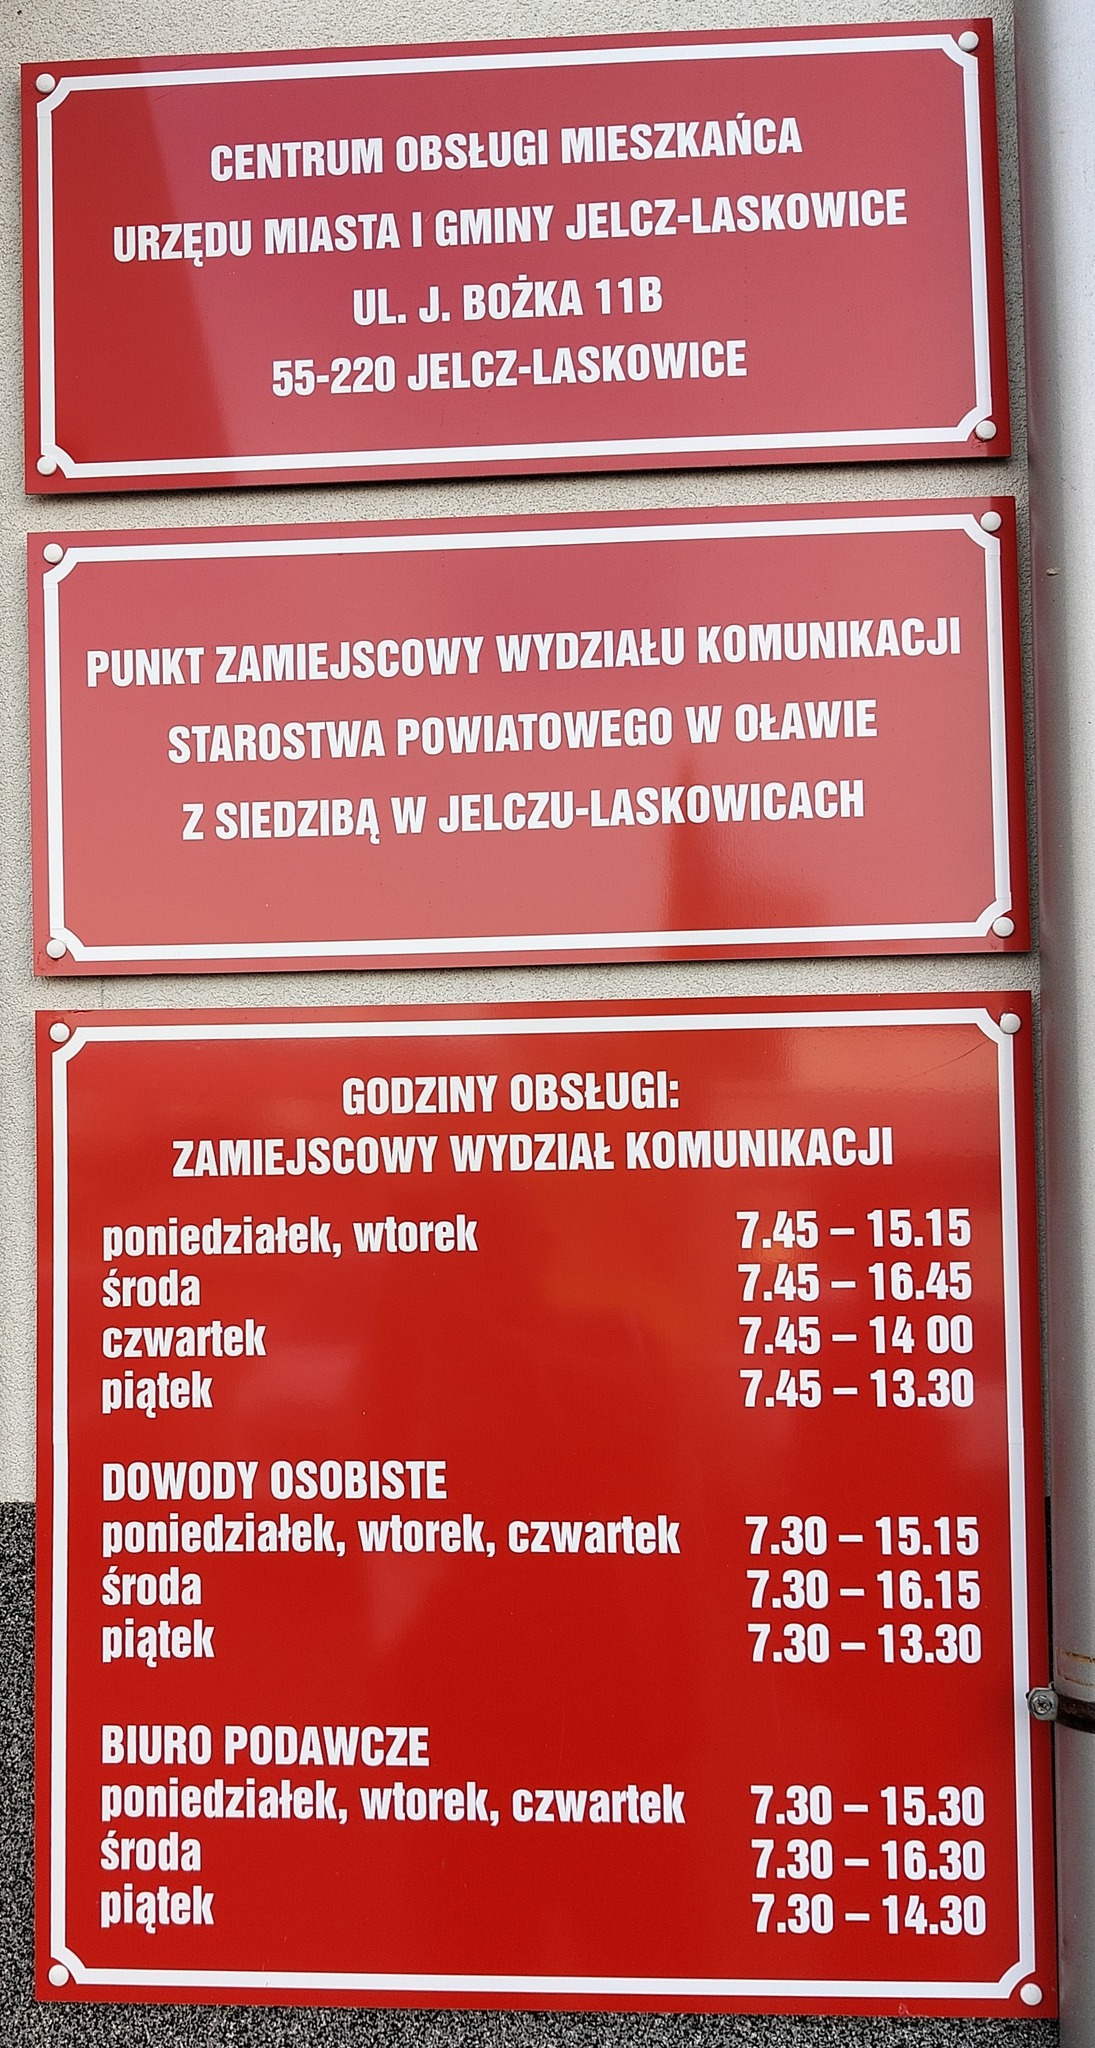 CENTRUM OBSŁUGI MIESZKAŃCA
URZĘDU MIASTA I GMINY JELCZ-LASKOWICE
UL. J. BOŻKA 11B
55-220 JELCZ-LASKOWICE
PUNKT ZAMIEJSCOWY WYDZIAŁU KOMUNIKACJI
STAROSTWA POWIATOWEGO W OŁAWIE
Z SIEDZIBĄ W JELCZU-LASKOWICACH
GODZINY OBSŁUGI:
ZAMIEJSCOWY WYDZIAŁ KOMUNIKACJI
poniedziałek, wtorek 7.45 – 15.15
środa 7.45 – 16.45
czwartek 7.45 – 14 00
piątek 7.45 – 13.30
DOWODY OSOBISTE
poniedziałek, wtorek, czwartek 7.30 – 15.15
środa 7.30 – 16.15
piątek 7.30 – 13.30
BIURO PODAWCZE
poniedziałek, wtorek, czwartek 7.30 – 15.30
środa 7.30 – 16.30
piątek 7.30 – 14.30